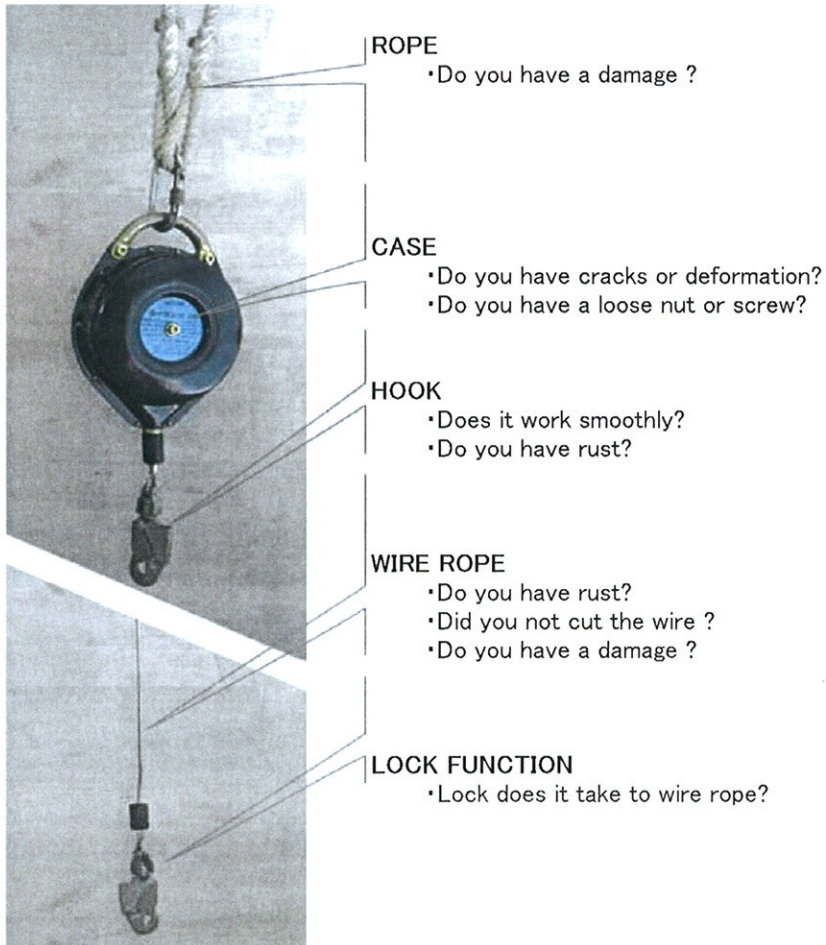 ROPE
・Do you have a damage ?
CASE
・Do you have cracks or deformation?
・Do you have a loose nut or screw?
HOOK
・Does it work smoothly?
・Do you have rust?
WIRE ROPE
・Do you have rust?
・Did you not cut the wire ?
・Do you have a damage ?
LOCK FUNCTION
・Lock does it take to wire rope?